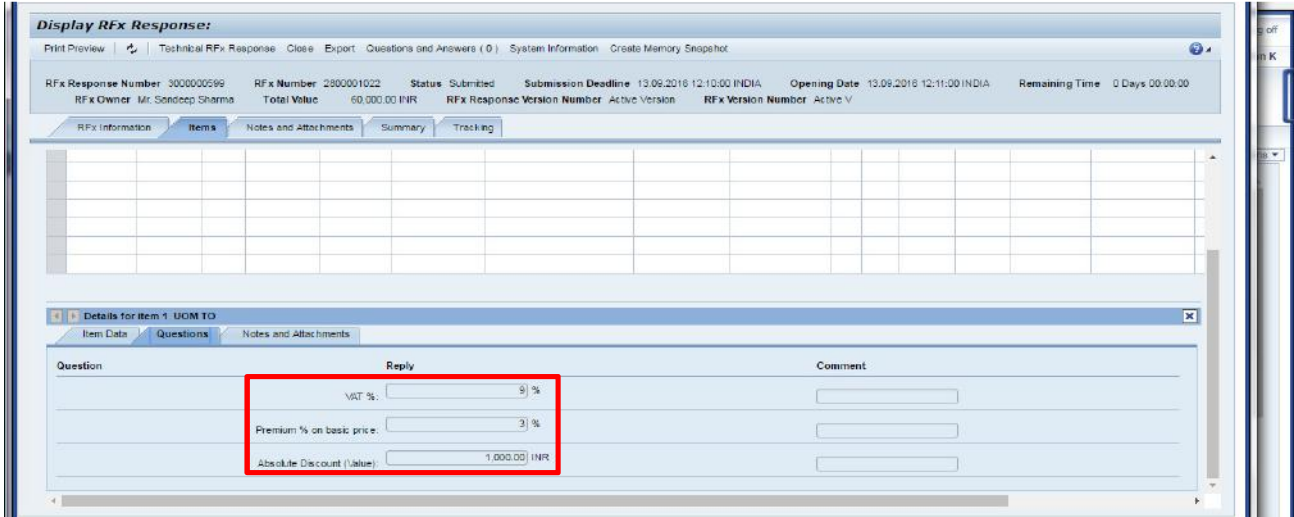 Display RFx Response:
g off
Print Preview Technical RFx Response Close Export Questions and Answers ( 0 ) System Information Create Memory Snapshot
n K
RFx Response Number 3000000599 RFx Number 2800001022 Status Submitted Submission Deadline 13.09.2016 12:10:00 INDIA Opening Date 13.09.2016 12:11:00 INDIA Remaining Time 0 Days 00:00:00
RFx Owner Mr. Sandeep Sharma Total Value 60,000.00 INR RFx Response Version Number Active Version RFx Version Number Active V
RFx Information Items Notes and Attachments Summary Tracking
Details for item 1 UOM TO
Item Data Questions Notes and Attachments
Question Reply Comment
VAT %: 9 %
Premium % on basic price: 3 %
Absolute Discount (Value): 1,000.00 INR